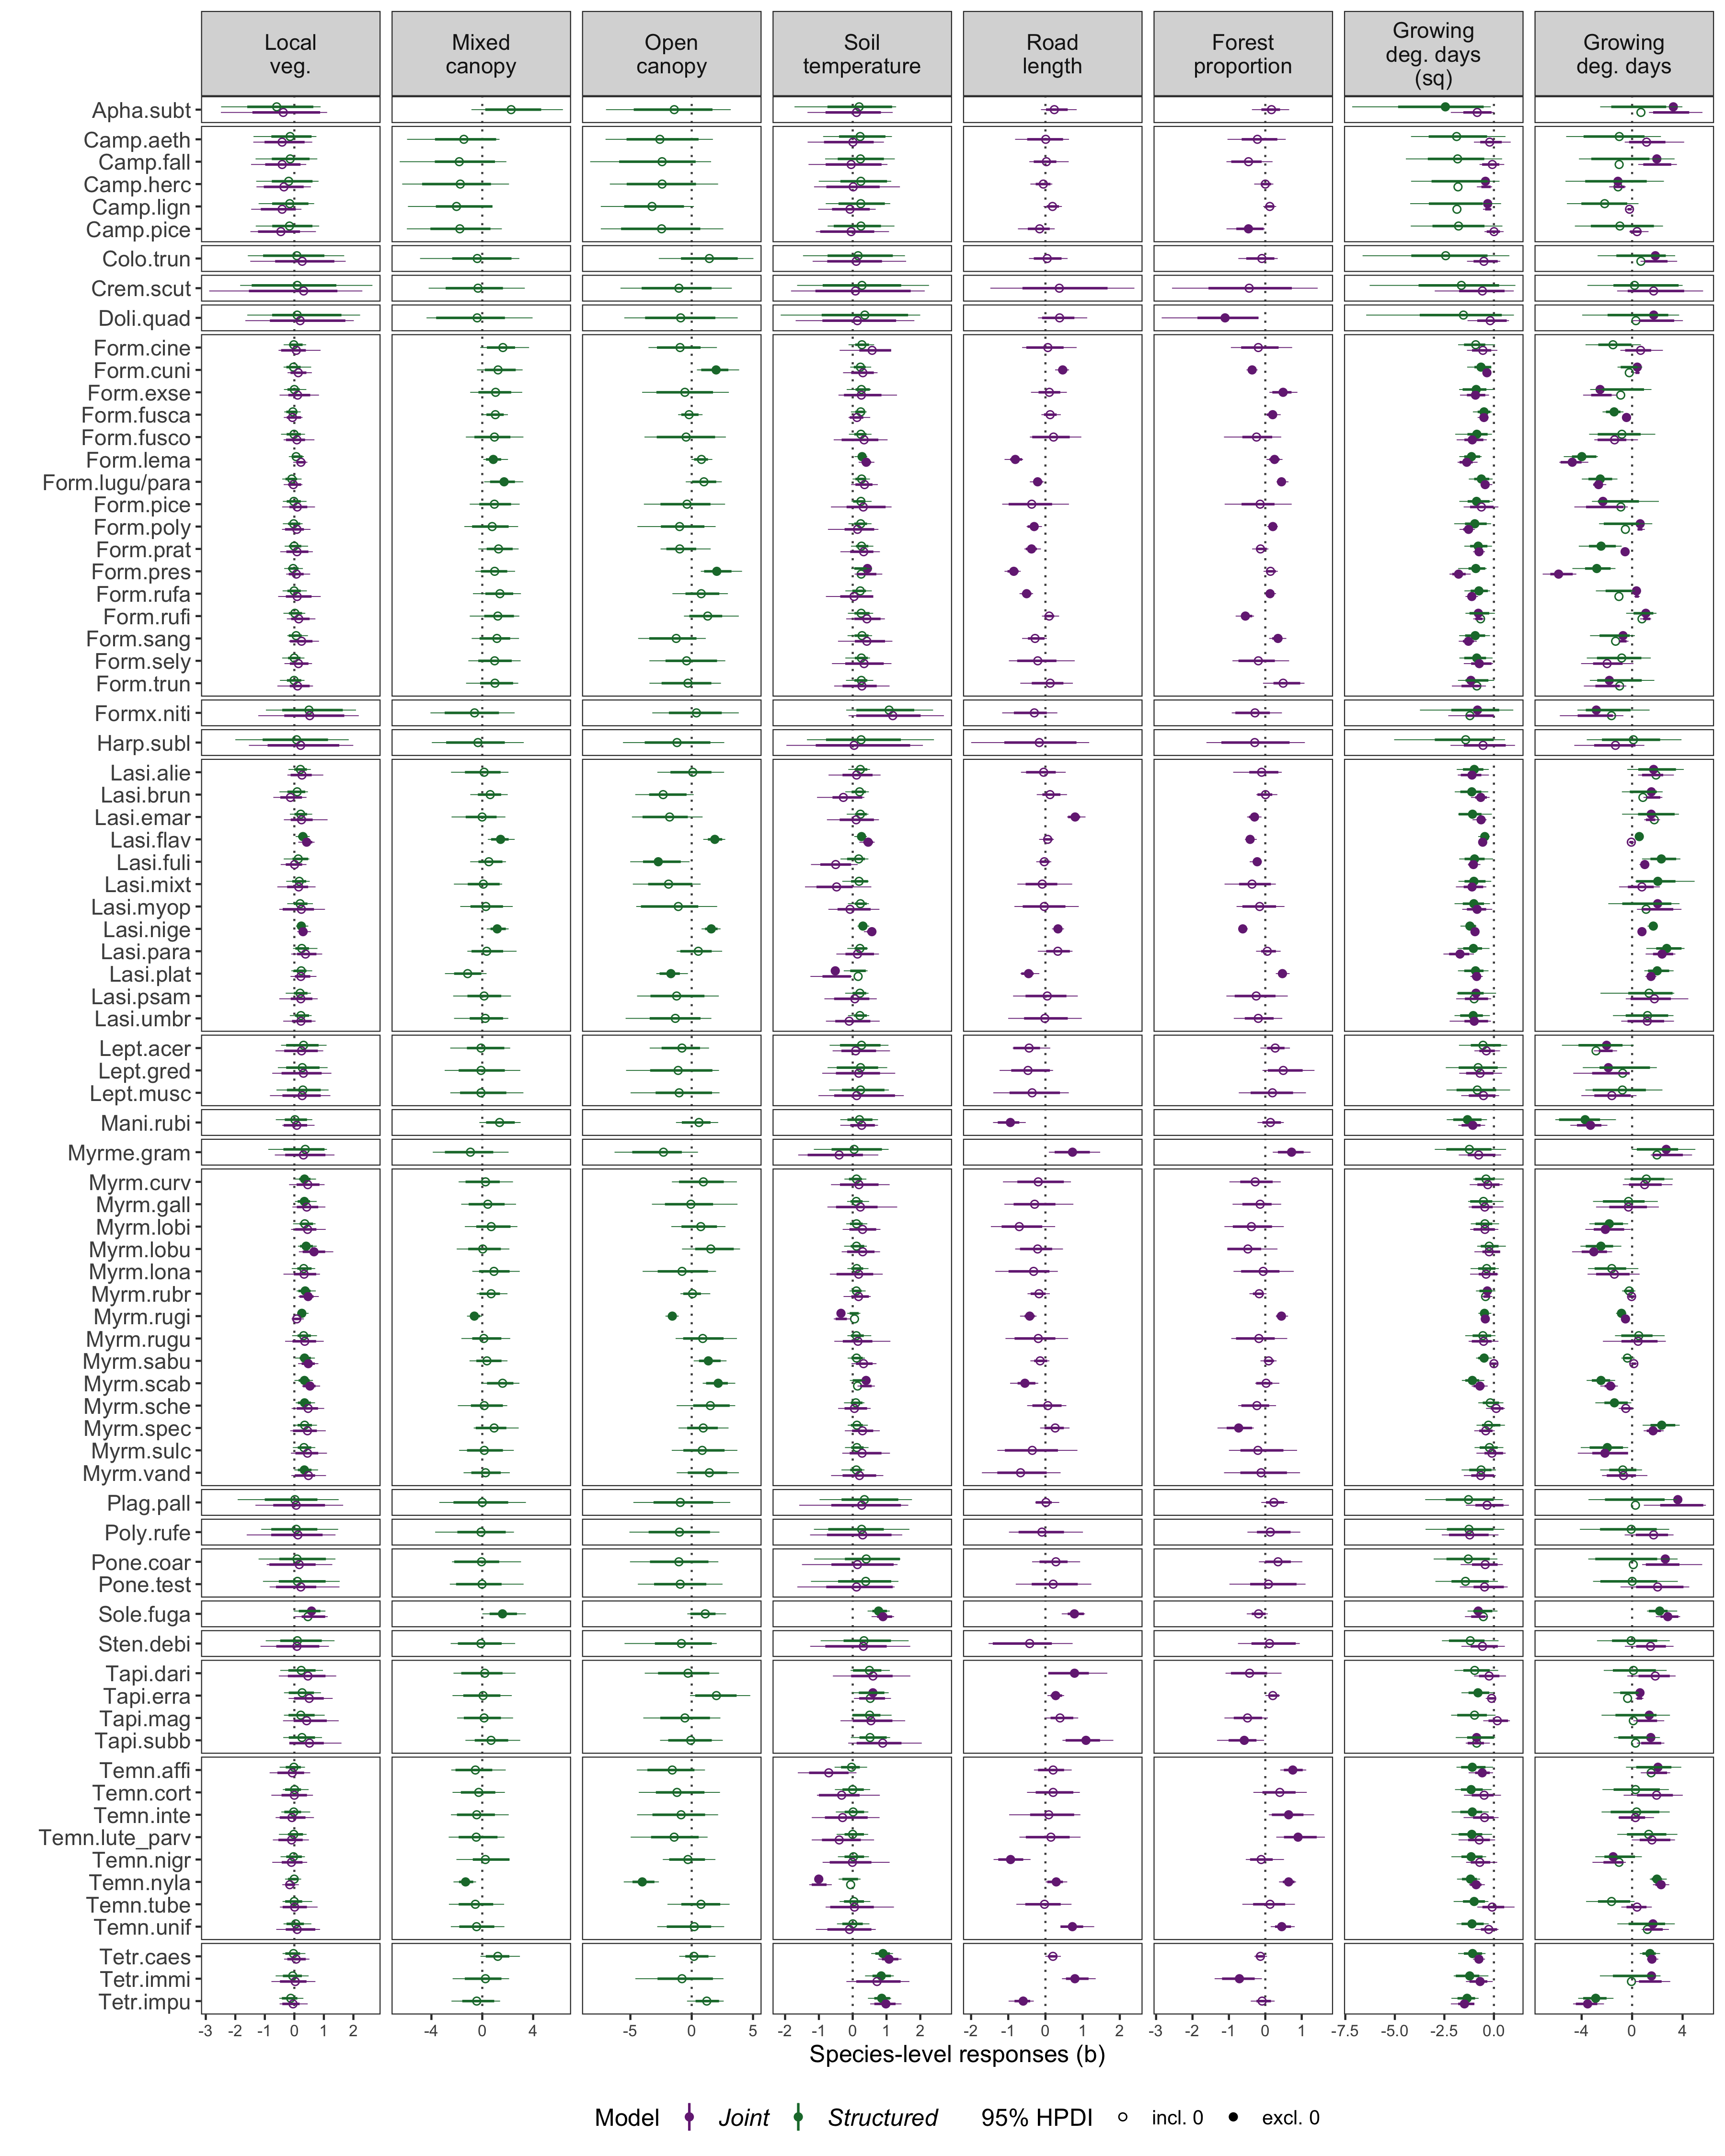 Local veg.
Mixed canopy
Open canopy
Soil temperature
Road length
Forest proportion
Growing deg. days (sq)
Growing deg. days
Apha.subt
Camp.aeth
Camp.fall
Camp.herc
Camp.lign
Camp.pice
Colo.trun
Crem.scut
Doli.quad
Form.cine
Form.cuni
Form.exse
Form.fusca
Form.fusco
Form.lema
Form.lugu/para
Form.pice
Form.poly
Form.prat
Form.pres
Form.rufa
Form.rufi
Form.sang
Form.sely
Form.trun
Formx.niti
Harp.subl
Lasi.alie
Lasi.brun
Lasi.emar
Lasi.flav
Lasi.fuli
Lasi.mixt
Lasi.myop
Lasi.nige
Lasi.para
Lasi.plat
Lasi.psam
Lasi.umbr
Lept.acer
Lept.gred
Lept.musc
Mani.rubi
Myrme.gram
Myrm.curv
Myrm.gall
Myrm.lobi
Myrm.lobu
Myrm.lona
Myrm.rubr
Myrm.rugi
Myrm.rugu
Myrm.sabu
Myrm.scab
Myrm.sche
Myrm.spec
Myrm.sulc
Myrm.vand
Plag.pall
Poly.rufe
Pone.coar
Pone.test
Sole.fuga
Sten.debi
Tapi.dari
Tapi.erra
Tapi.mag
Tapi.subb
Temn.affi
Temn.cort
Temn.inte
Temn.lute_parv
Temn.nigr
Temn.nyla
Temn.tube
Temn.unif
Tetr.caes
Tetr.immi
Tetr.impu
-3 -2 -1 0 1 2 -4 0 4 -5 0 5 -2 -1 0 1 2 -2 -1 0 1 2 -3 -2 -1 0 1 -7.5 -5.0 -2.5 0.0 -4 0 4
Species-level responses (b)
Model Joint Structured 95% HPDI incl. 0 excl. 0